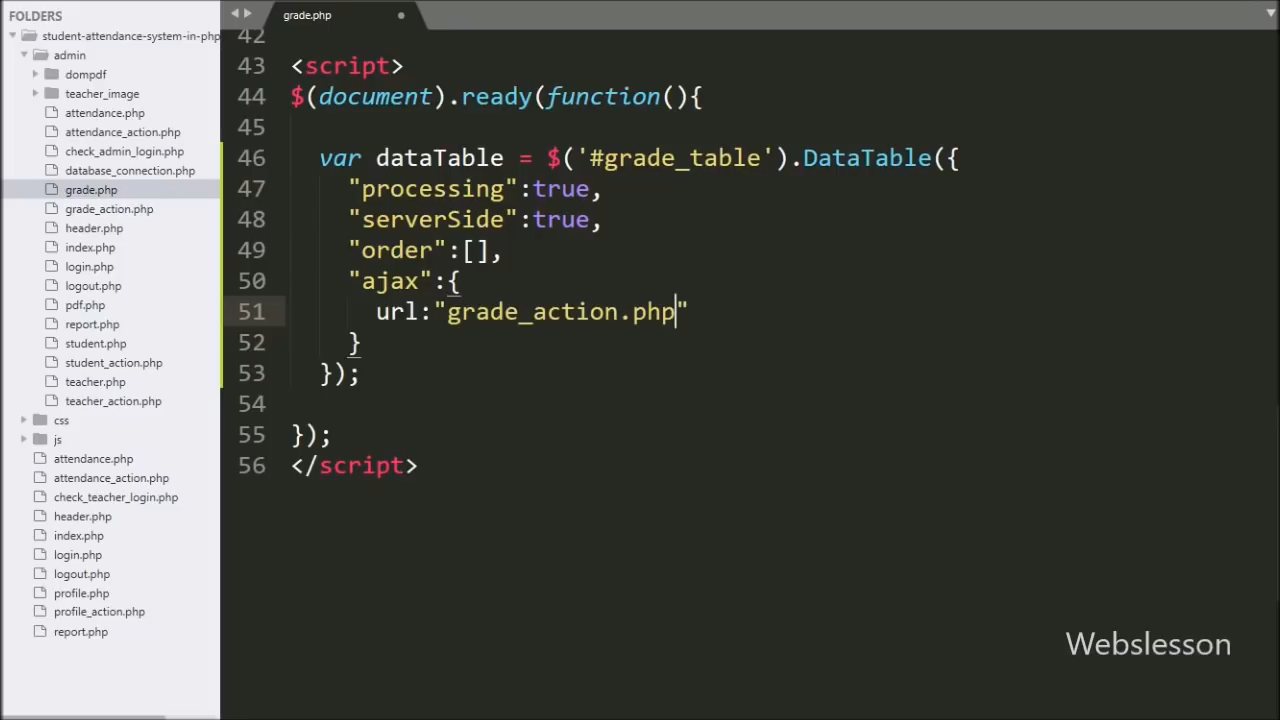 FOLDERS
student-attendance-system-in-php
admin
dompdf
teacher_image
attendance.php
attendance_action.php
check_admin_login.php
database_connection.php
grade.php
grade_action.php
header.php
index.php
login.php
logout.php
pdf.php
report.php
student.php
student_action.php
teacher.php
teacher_action.php
css
js
attendance.php
attendance_action.php
check_teacher_login.php
header.php
index.php
login.php
logout.php
profile.php
profile_action.php
report.php
grade.php
42
43 <script>
44 $(document).ready(function(){
45
46 var dataTable = $('#grade_table').DataTable({
47 "processing":true,
48 "serverSide":true,
49 "order":[],
50 "ajax":{
51 url:"grade_action.php"
52 }
53 });
54
55 });
56 </script>
Webslesson